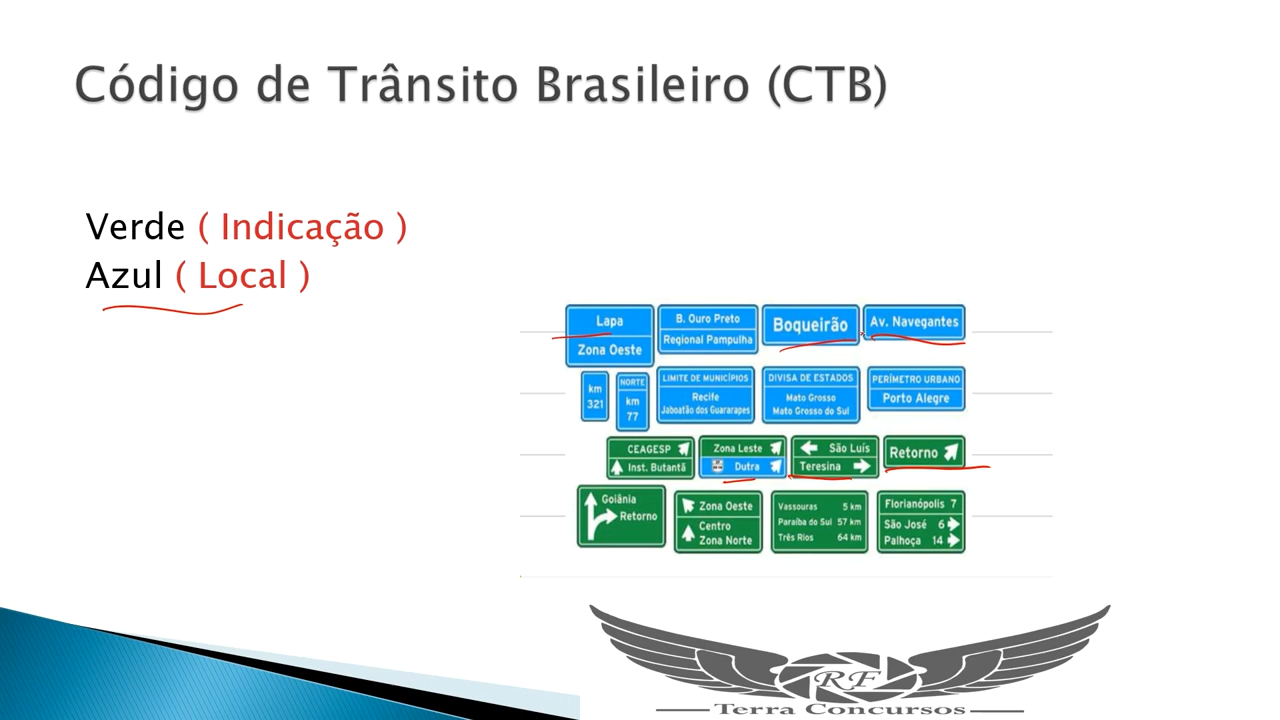 Código de Trânsito Brasileiro (CTB)
Verde ( Indicação )
Azul ( Local )
Lapa
Zona Oeste
B. Ouro Preto
Regional Pampulha
Boqueirão
Av. Navegantes
km
321
NORTE
km
77
LIMITE DE MUNICÍPIOS
Recife
Jaboatão dos Guararapes
DIVISA DE ESTADOS
Mato Grosso
Mato Grosso do Sul
PERÍMETRO URBANO
Porto Alegre
CEAGESP
Inst. Butantã
Zona Leste
Dutra
São Luís
Teresina
Retorno
Goiânia
Retorno
Zona Oeste
Centro
Zona Norte
Vassouras 5 km
Paraíba do Sul 57 km
Três Rios 64 km
Florianópolis 7
São José 6
Palhoça 14
RF
Terra Concursos